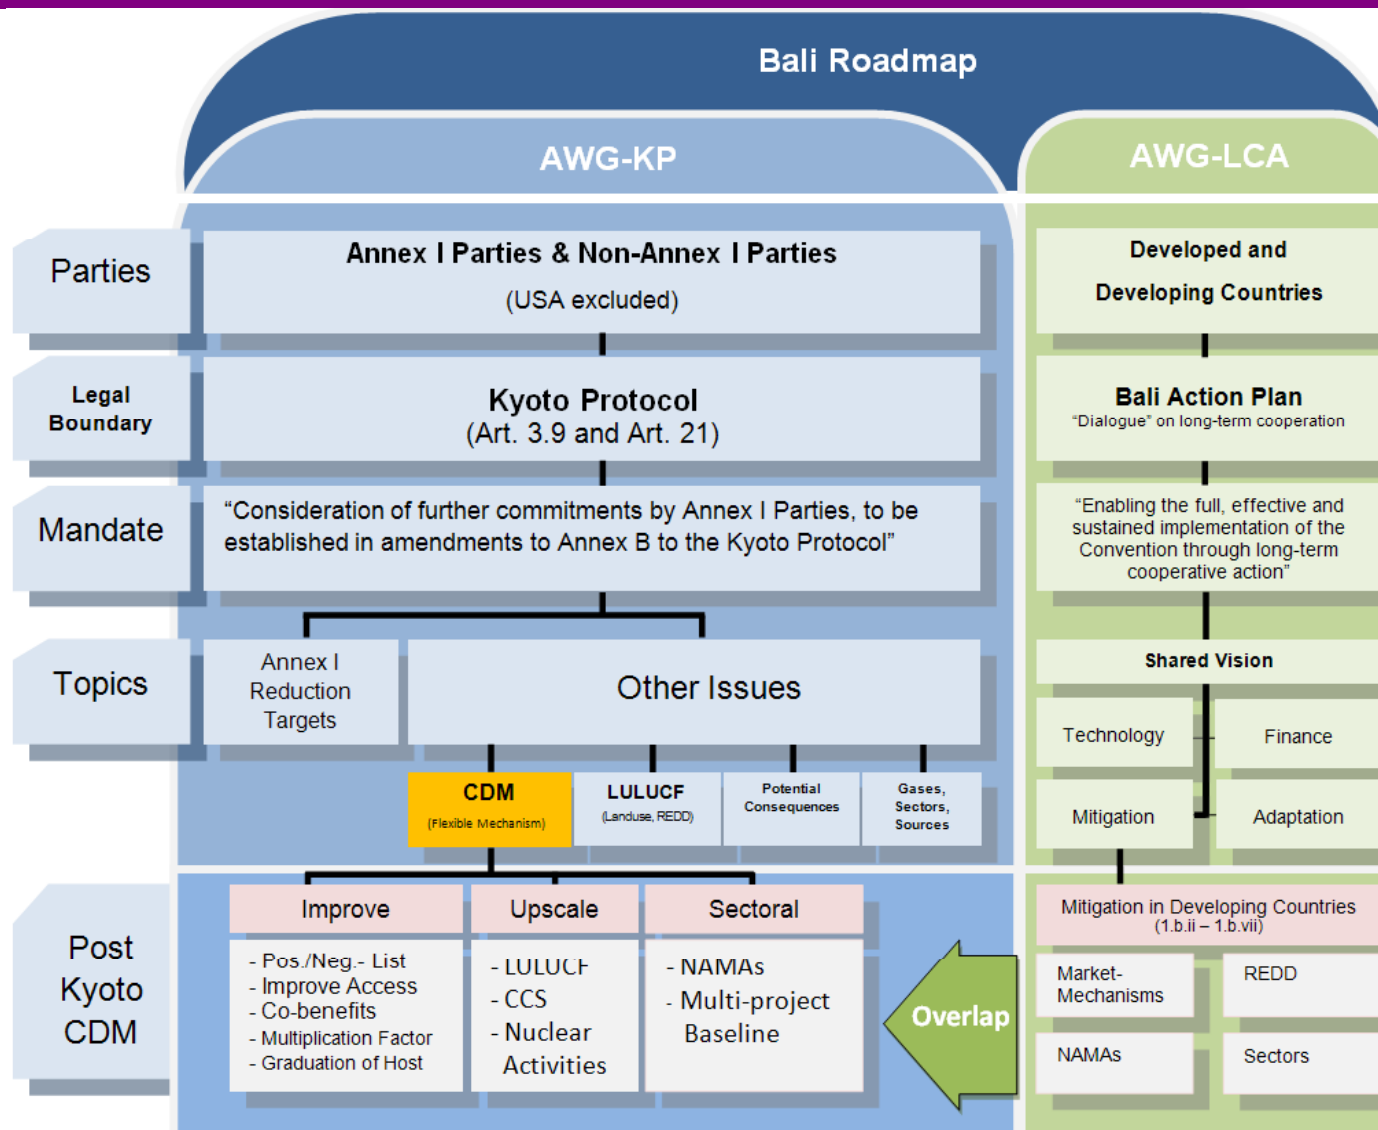 Bali Roadmap
AWG-KP
AWG-LCA
Parties
Annex I Parties & Non-Annex I Parties
(USA excluded)
Developed and
Developing Countries
Legal
Boundary
Kyoto Protocol
(Art. 3.9 and Art. 21)
Bali Action Plan
"Dialogue" on long-term cooperation
Mandate
“Consideration of further commitments by Annex I Parties, to be
established in amendments to Annex B to the Kyoto Protocol”
“Enabling the full, effective and
sustained implementation of the
Convention through long-term
cooperative action”
Topics
Annex I
Reduction
Targets
Other Issues
Shared Vision
Technology
Finance
Mitigation
Adaptation
CDM
(Flexible Mechanism)
LULUCF
(Landuse, REDD)
Potential
Consequences
Gases,
Sectors,
Sources
Post
Kyoto
CDM
Improve
- Pos./Neg.- List
- Improve Access
- Co-benefits
- Multiplication Factor
- Graduation of Host
Upscale
- LULUCF
- CCS
- Nuclear
Activities
Sectoral
- NAMAs
- Multi-project
Baseline
Overlap
Mitigation in Developing Countries
(1.b.ii – 1.b.vii)
Market-
Mechanisms
REDD
NAMAs
Sectors